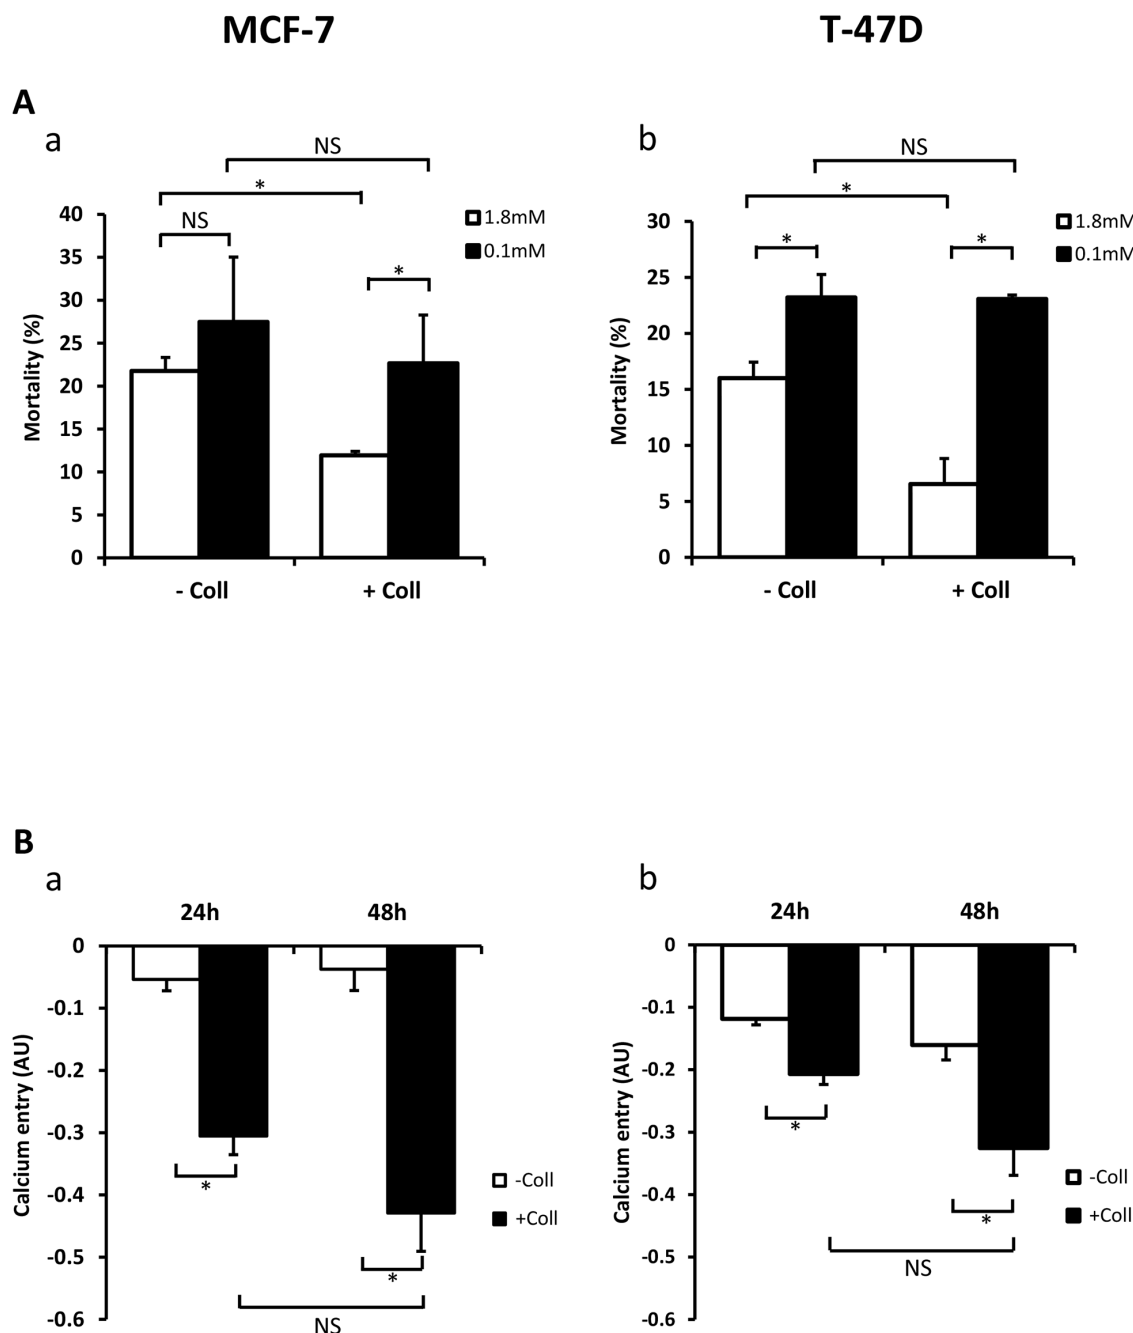 MCF-7
T-47D
A
a
NS
*
NS
*
40
35
30
25
20
15
10
5
0
Mortality (%)
1.8mM
0.1mM
- Coll
+ Coll
b
NS
*
*
*
30
25
20
15
10
5
0
Mortality (%)
1.8mM
0.1mM
- Coll
+ Coll
B
a
24h
48h
0
-0.1
-0.2
-0.3
-0.4
-0.5
-0.6
Calcium entry (AU)
*
*
NS
-Coll
+Coll
b
24h
48h
0
-0.1
-0.2
-0.3
-0.4
-0.5
-0.6
Calcium entry (AU)
*
*
NS
-Coll
+Coll